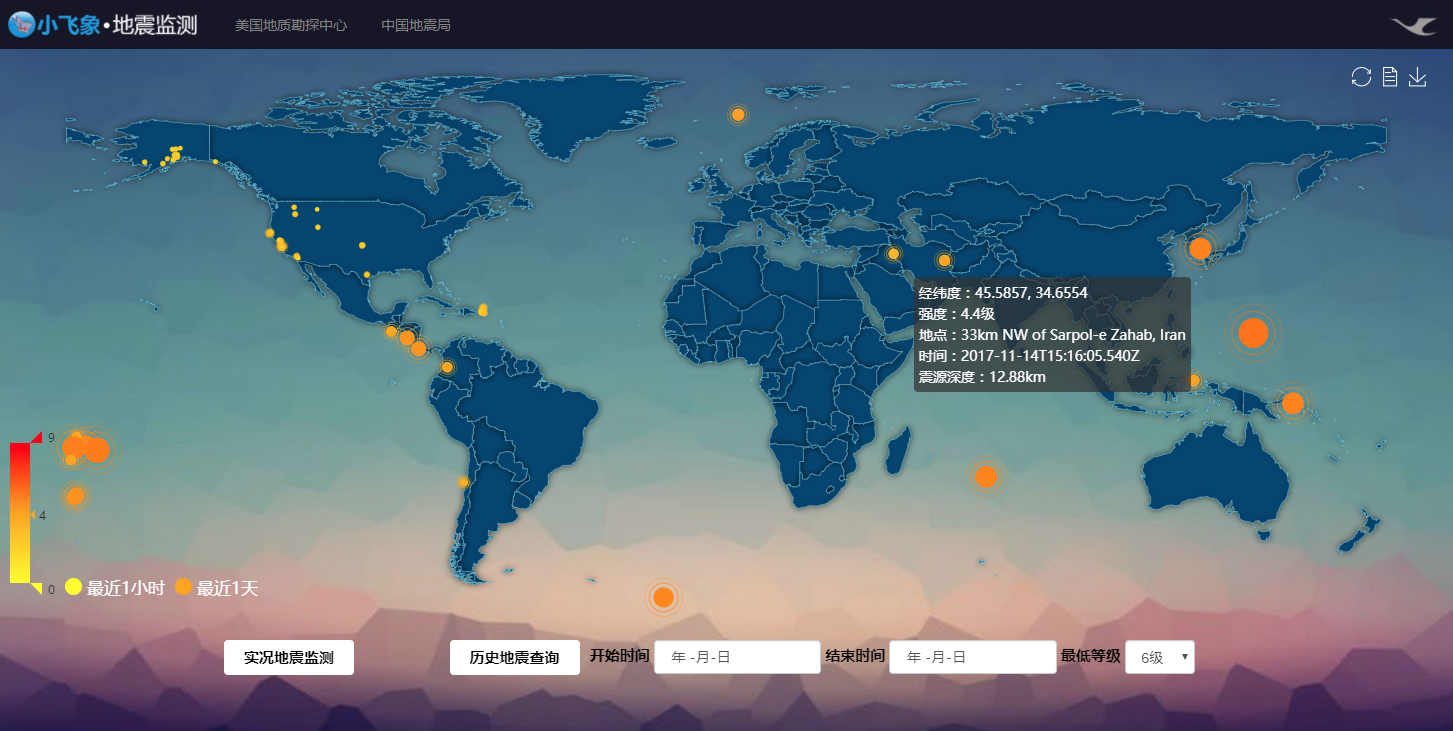 小飞象•地震监测 美国地质勘探中心 中国地震局
经纬度：45.5857, 34.6554
强度：4.4级
地点：33km NW of Sarpol-e Zahab, Iran
时间：2017-11-14T15:16:05.540Z
震源深度：12.88km
9
4
0
最近1小时 最近1天
实况地震监测 历史地震查询 开始时间 年 -月-日 结束时间 年 -月-日 最低等级 6级